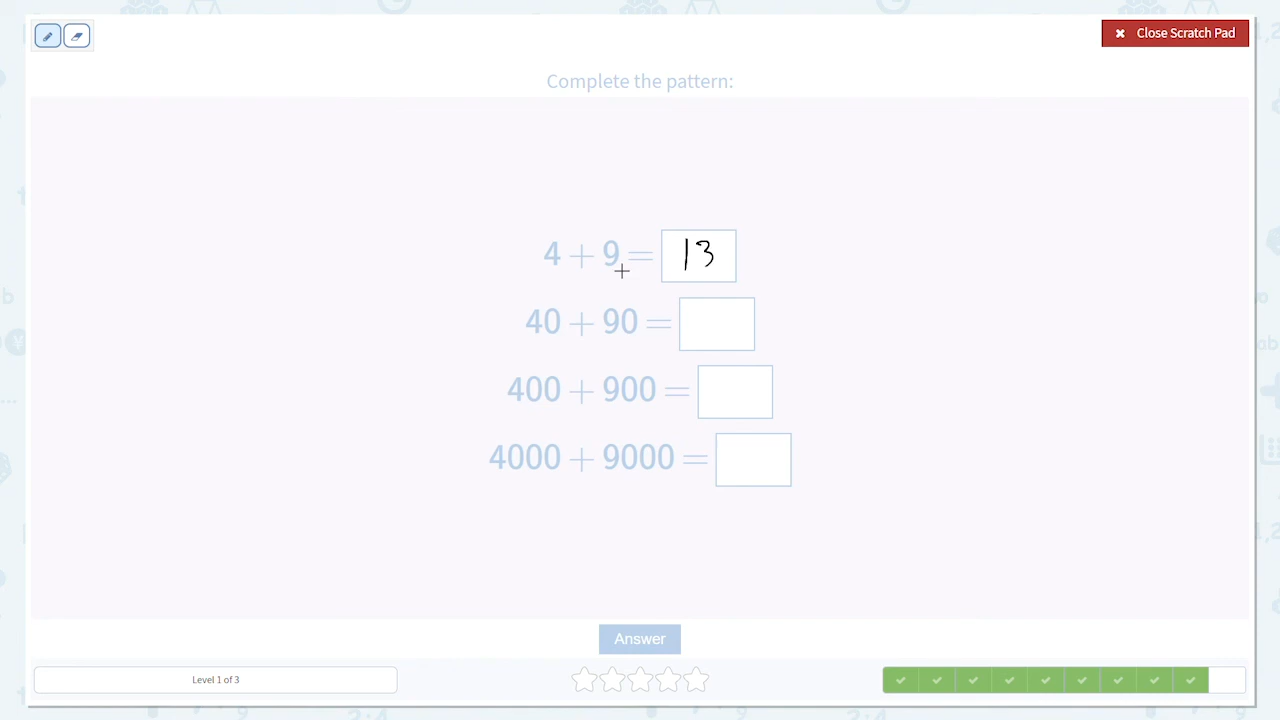 ✖ Close Scratch Pad
Complete the pattern:
4 + 9 = 13
40 + 90 =
400 + 900 =
4000 + 9000 =
Answer
Level 1 of 3